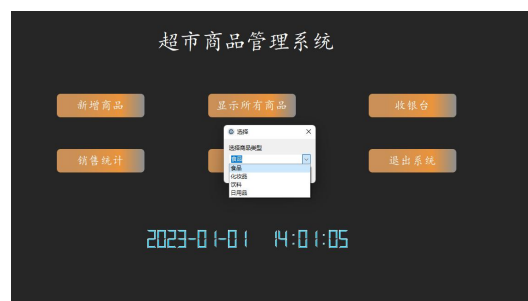 超市商品管理系统
新增商品
显示所有商品
收银台
选择
选择商品类型
食品
食品
化妆品
饮料
日用品
销售统计
退出系统
2023-01-01 14:01:05